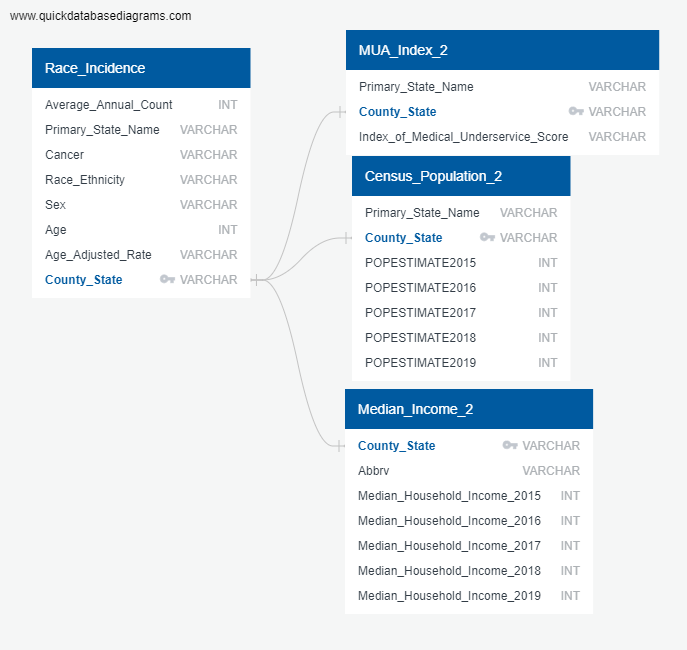 www.quickdatabasediagrams.com
Race_Incidence
Average_Annual_Count INT
Primary_State_Name VARCHAR
Cancer VARCHAR
Race_Ethnicity VARCHAR
Sex VARCHAR
Age INT
Age_Adjusted_Rate VARCHAR
County_State VARCHAR
MUA_Index_2
Primary_State_Name VARCHAR
County_State VARCHAR
Index_of_Medical_Underservice_Score VARCHAR
Census_Population_2
Primary_State_Name VARCHAR
County_State VARCHAR
POPESTIMATE2015 INT
POPESTIMATE2016 INT
POPESTIMATE2017 INT
POPESTIMATE2018 INT
POPESTIMATE2019 INT
Median_Income_2
County_State VARCHAR
Abbrv VARCHAR
Median_Household_Income_2015 INT
Median_Household_Income_2016 INT
Median_Household_Income_2017 INT
Median_Household_Income_2018 INT
Median_Household_Income_2019 INT